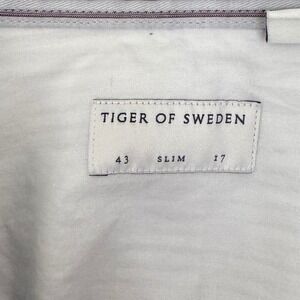 TIGER OF SWEDEN
43 SLIM 17